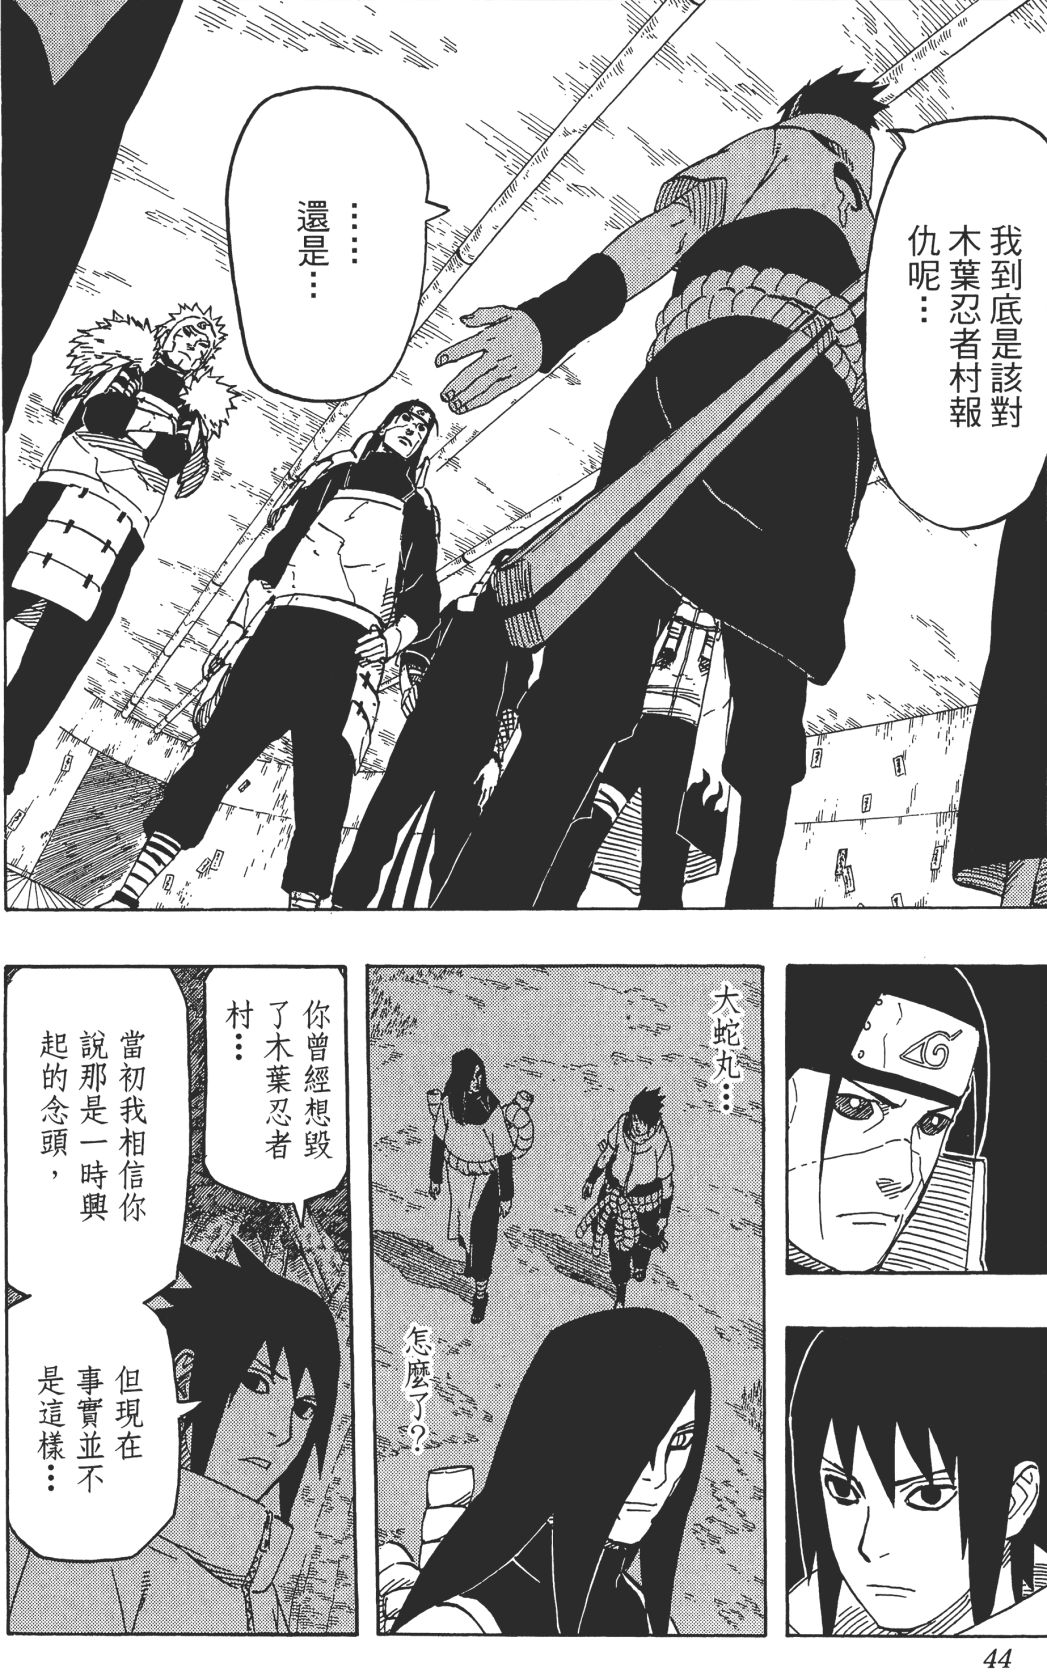 我到底是該對
木葉忍者村報
仇呢…
……
還是…
大蛇丸…
怎麼了？
你曾經想毀
了木葉忍者
村…
當初我相信你
說那是一時興
起的念頭，
但現在
事實並不
是這樣…
44